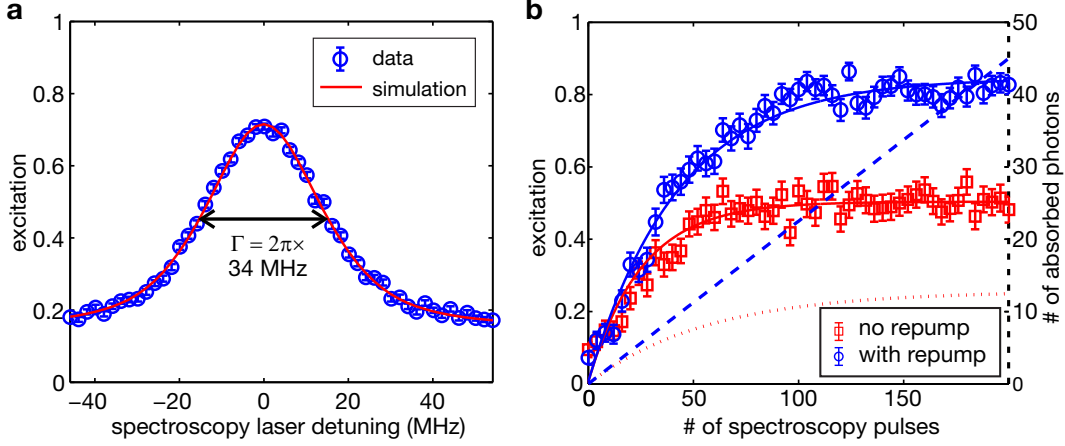 a
1
0.8
0.6
0.4
0.2
0
excitation
data
simulation
Γ = 2π×
34 MHz
−40 −20 0 20 40
spectroscopy laser detuning (MHz)
b
1
0.8
0.6
0.4
0.2
0
excitation
50
40
30
20
10
0
# of absorbed photons
no repump
with repump
0 50 100 150
# of spectroscopy pulses